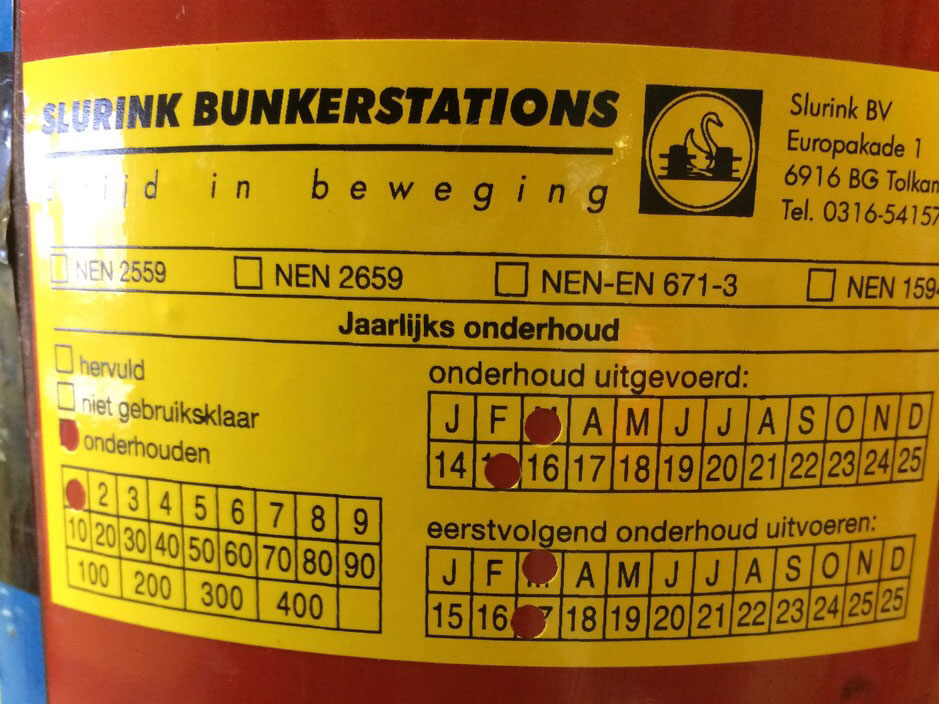 SLURINK BUNKERSTATIONS
in beweging
Slurink BV
Europakade 1
6916 BG
Tel. 0316-54157
NEN 2559 NEN 2659 NEN-EN 671-3 NEN
Jaarlijks onderhoud
hervuld
niet gebruiksklaar
onderhouden
2 3 4 5 6 7 8 9
10 20 30 40 50 60 70 80 90
100 200 300 400
onderhoud uitgevoerd:
J F A M J J A S O N D
14 16 17 18 19 20 21 22 23 24 25
eerstvolgend onderhoud uitvoeren:
J F A M J J A S O N D
15 16 18 19 20 21 22 23 24 25 25